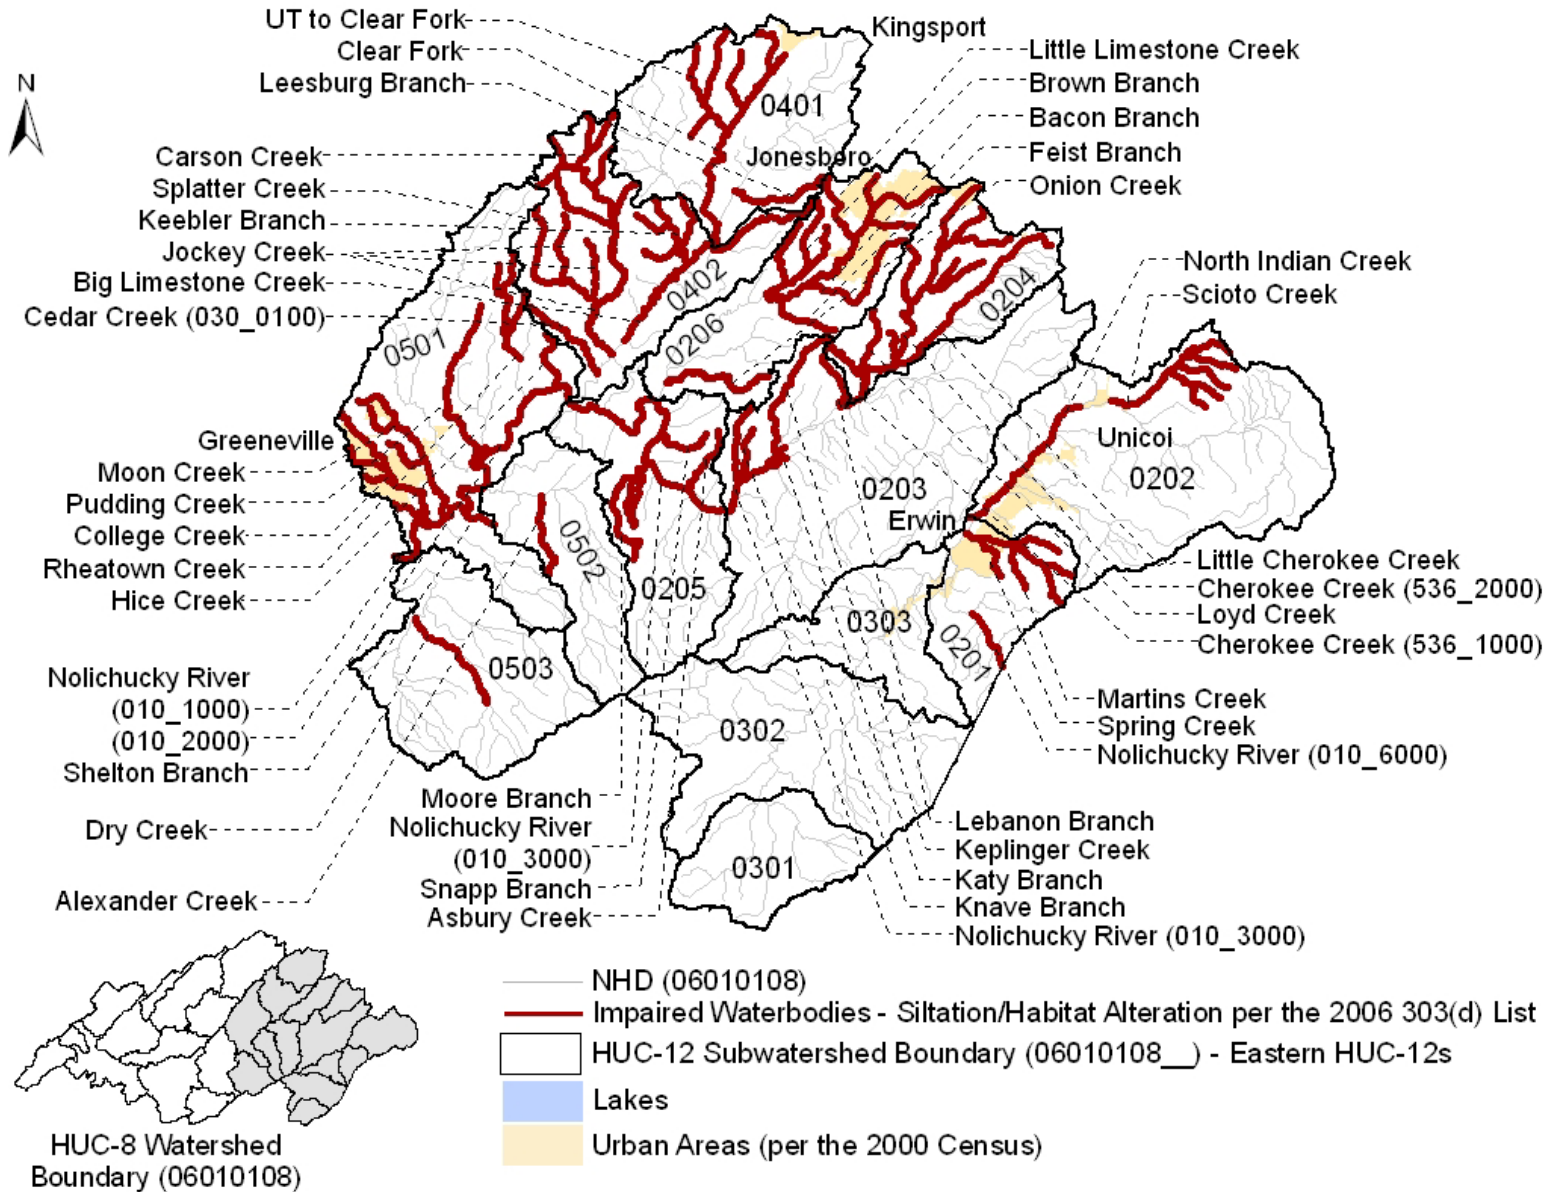 UT to Clear Fork
Clear Fork
Leesburg Branch
Kingsport
Little Limestone Creek
Brown Branch
Bacon Branch
Feist Branch
Onion Creek
N
0401
Jonesboro
Carson Creek
Splatter Creek
Keebler Branch
Jockey Creek
Big Limestone Creek
Cedar Creek (030_0100)
North Indian Creek
Scioto Creek
0402
0204
0206
0501
Greeneville
Moon Creek
Pudding Creek
College Creek
Rheatown Creek
Hice Creek
Unicoi
0202
0203
Erwin
0502
0205
0303
0201
0503
0302
0301
Little Cherokee Creek
Cherokee Creek (536_2000)
Loyd Creek
Cherokee Creek (536_1000)
Martins Creek
Spring Creek
Nolichucky River (010_6000)
Nolichucky River
(010_1000)
(010_2000)
Shelton Branch
Dry Creek
Alexander Creek
Moore Branch
Nolichucky River
(010_3000)
Snapp Branch
Asbury Creek
Lebanon Branch
Keplinger Creek
Katy Branch
Knave Branch
Nolichucky River (010_3000)
NHD (06010108)
Impaired Waterbodies - Siltation/Habitat Alteration per the 2006 303(d) List
HUC-12 Subwatershed Boundary (06010108__) - Eastern HUC-12s
Lakes
Urban Areas (per the 2000 Census)
HUC-8 Watershed
Boundary (06010108)